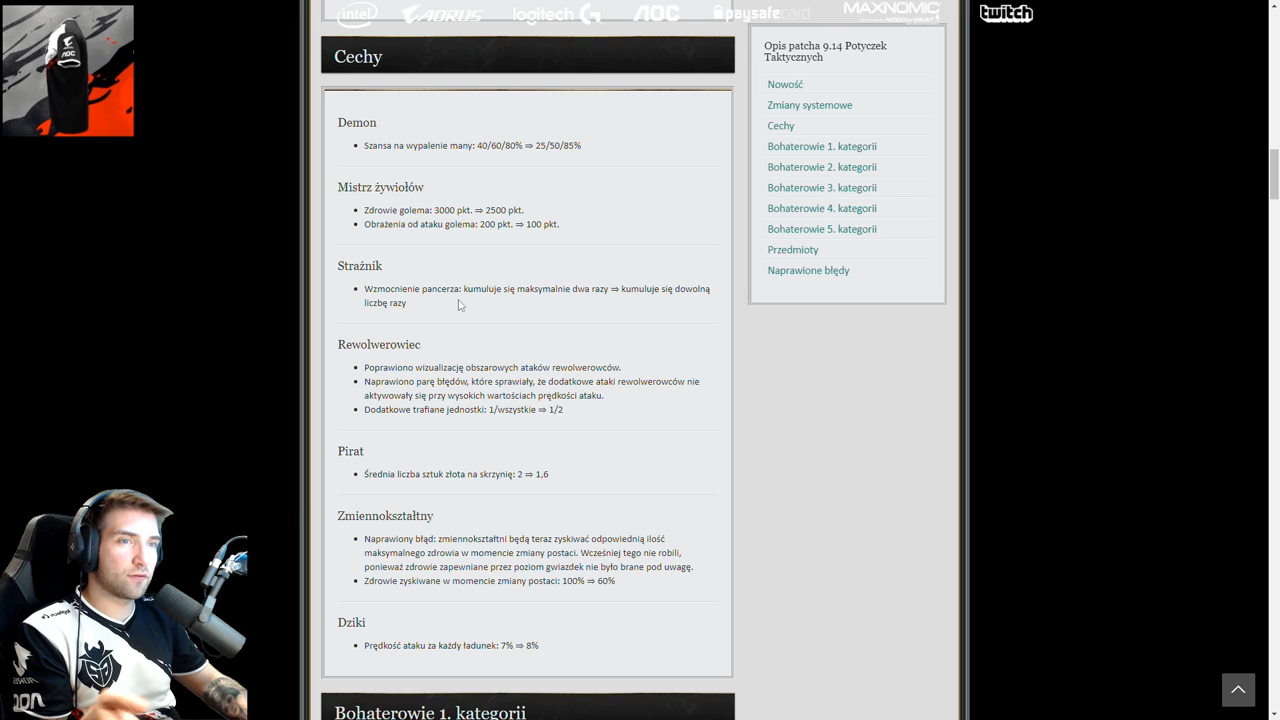 intel
AORUS
logitech G
AOC
paysafecard
MAXNOMIC
twitch
AOC
Cechy
Demon
• Szansa na wypalenie many: 40/60/80% ⇒ 25/50/85%
Mistrz żywiołów
• Zdrowie golema: 3000 pkt. ⇒ 2500 pkt.
• Obrażenia od ataku golema: 200 pkt. ⇒ 100 pkt.
Strażnik
• Wzmocnienie pancerza: kumuluje się maksymalnie dwa razy ⇒ kumuluje się dowolną
liczbę razy
Rewolwerowiec
• Poprawiono wizualizację obszarowych ataków rewolwerowców.
• Naprawiono parę błędów, które sprawiały, że dodatkowe ataki rewolwerowców nie
aktywowały się przy wysokich wartościach prędkości ataku.
• Dodatkowe trafiane jednostki: 1/wszystkie ⇒ 1/2
Pirat
• Średnia liczba sztuk złota na skrzynię: 2 ⇒ 1,6
Zmiennokształtny
• Naprawiony błąd: zmiennokształtni będą teraz zyskiwać odpowiednią ilość
maksymalnego zdrowia w momencie zmiany postaci. Wcześniej tego nie robili,
ponieważ zdrowie zapewniane przez poziom gwiazdek nie było brane pod uwagę.
• Zdrowie zyskiwane w momencie zmiany postaci: 100% ⇒ 60%
Dziki
• Prędkość ataku za każdy ładunek: 7% ⇒ 8%
Bohaterowie 1. kategorii
Opis patcha 9.14 Potyczek
Taktycznych
Nowość
Zmiany systemowe
Cechy
Bohaterowie 1. kategorii
Bohaterowie 2. kategorii
Bohaterowie 3. kategorii
Bohaterowie 4. kategorii
Bohaterowie 5. kategorii
Przedmioty
Naprawione błędy